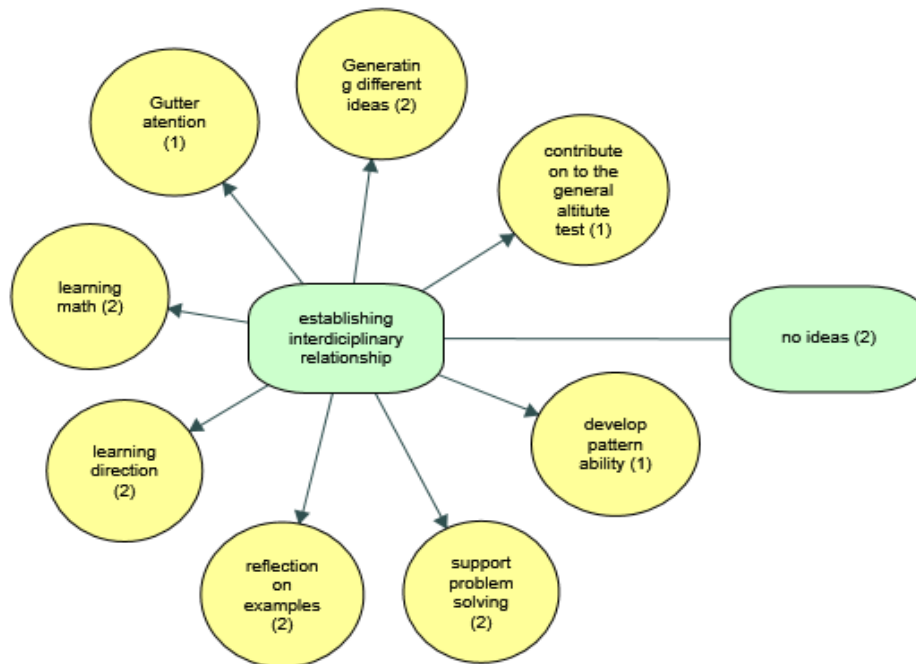 Generatin
g different
ideas (2)
Gutter
atention
(1)
contribute
on to the
general
altitute
test (1)
learning
math (2)
establishing
interdiciplinary
relationship
no ideas (2)
develop
pattern
ability (1)
learning
direction
(2)
reflection
on
examples
(2)
support
problem
solving
(2)